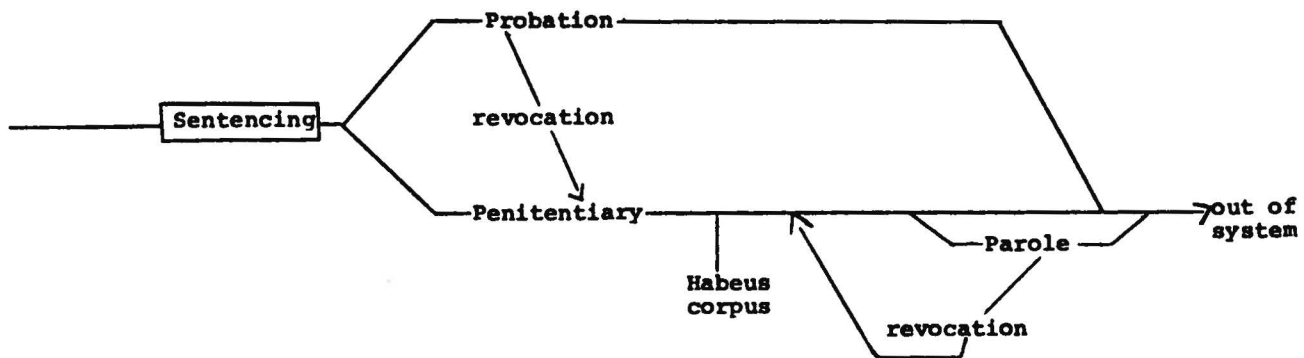 Probation
Sentencing
revocation
Penitentiary
out of
system
Parole
Habeus
corpus
revocation